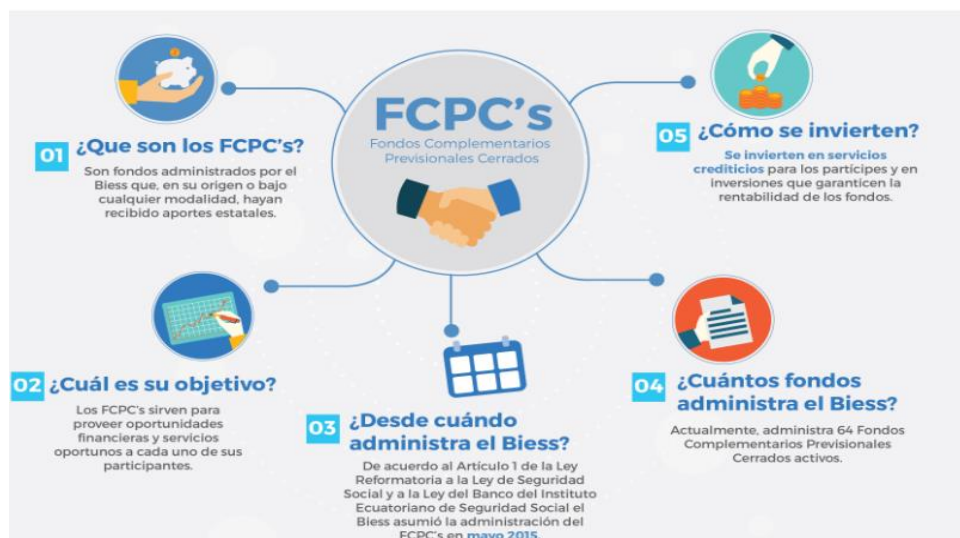 FCPC's
Fondos Complementarios
Previsionales Cerrados
01 ¿Que son los FCPC's?
Son fondos administrados por el
Biess que, en su origen o bajo
cualquier modalidad, hayan
recibido aportes estatales.
02 ¿Cuál es su objetivo?
Los FCPC's sirven para
proveer oportunidades
financieras y servicios
oportunos a cada uno de sus
participantes.
03 ¿Desde cuándo
administra el Biess?
De acuerdo al Artículo 1 de la Ley
Reformatoria a la Ley de Seguridad
Social y a la Ley del Banco del Instituto
Ecuatoriano de Seguridad Social el
Biess asumió la administración del
FCPC's en mayo 2015.
04 ¿Cuántos fondos
administra el Biess?
Actualmente, administra 64 Fondos
Complementarios Previsionales
Cerrados activos.
05 ¿Cómo se invierten?
Se invierten en servicios
crediticios para los partícipes y en
inversiones que garanticen la
rentabilidad de los fondos.